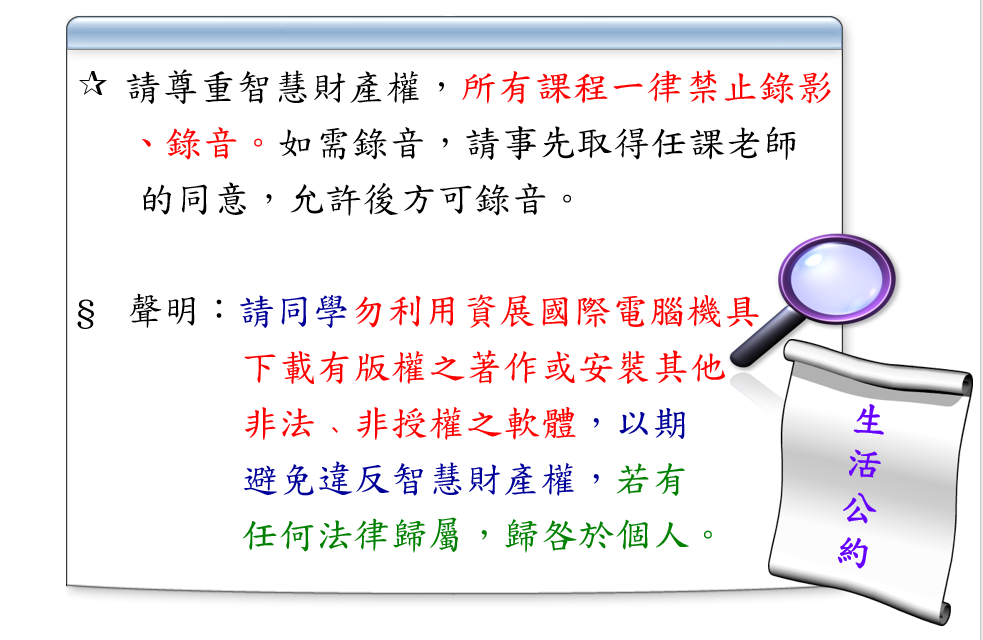 ☆ 請尊重智慧財產權，所有課程一律禁止錄影
、錄音。如需錄音，請事先取得任課老師
的同意，允許後方可錄音。
§ 聲明：請同學勿利用資展國際電腦機具
下載有版權之著作或安裝其他
非法、非授權之軟體，以期
避免違反智慧財產權，若有
任何法律歸屬，歸咎於個人。
生
活
公
約